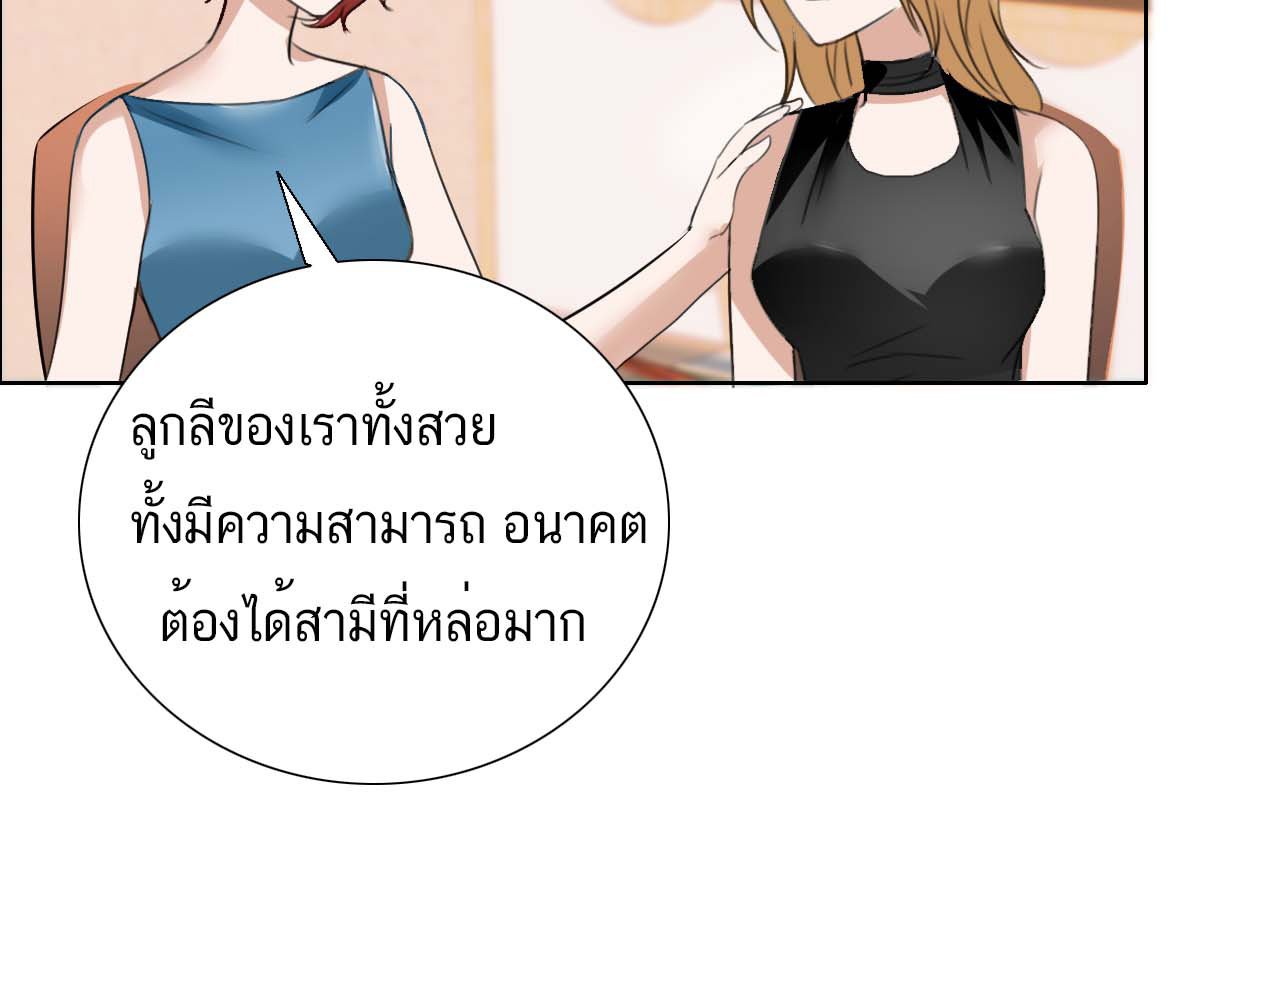 ลูกลีของเราทั้งสวย
ทั้งมีความสามารถ อนาคต
ต้องได้สามีที่หล่อมาก